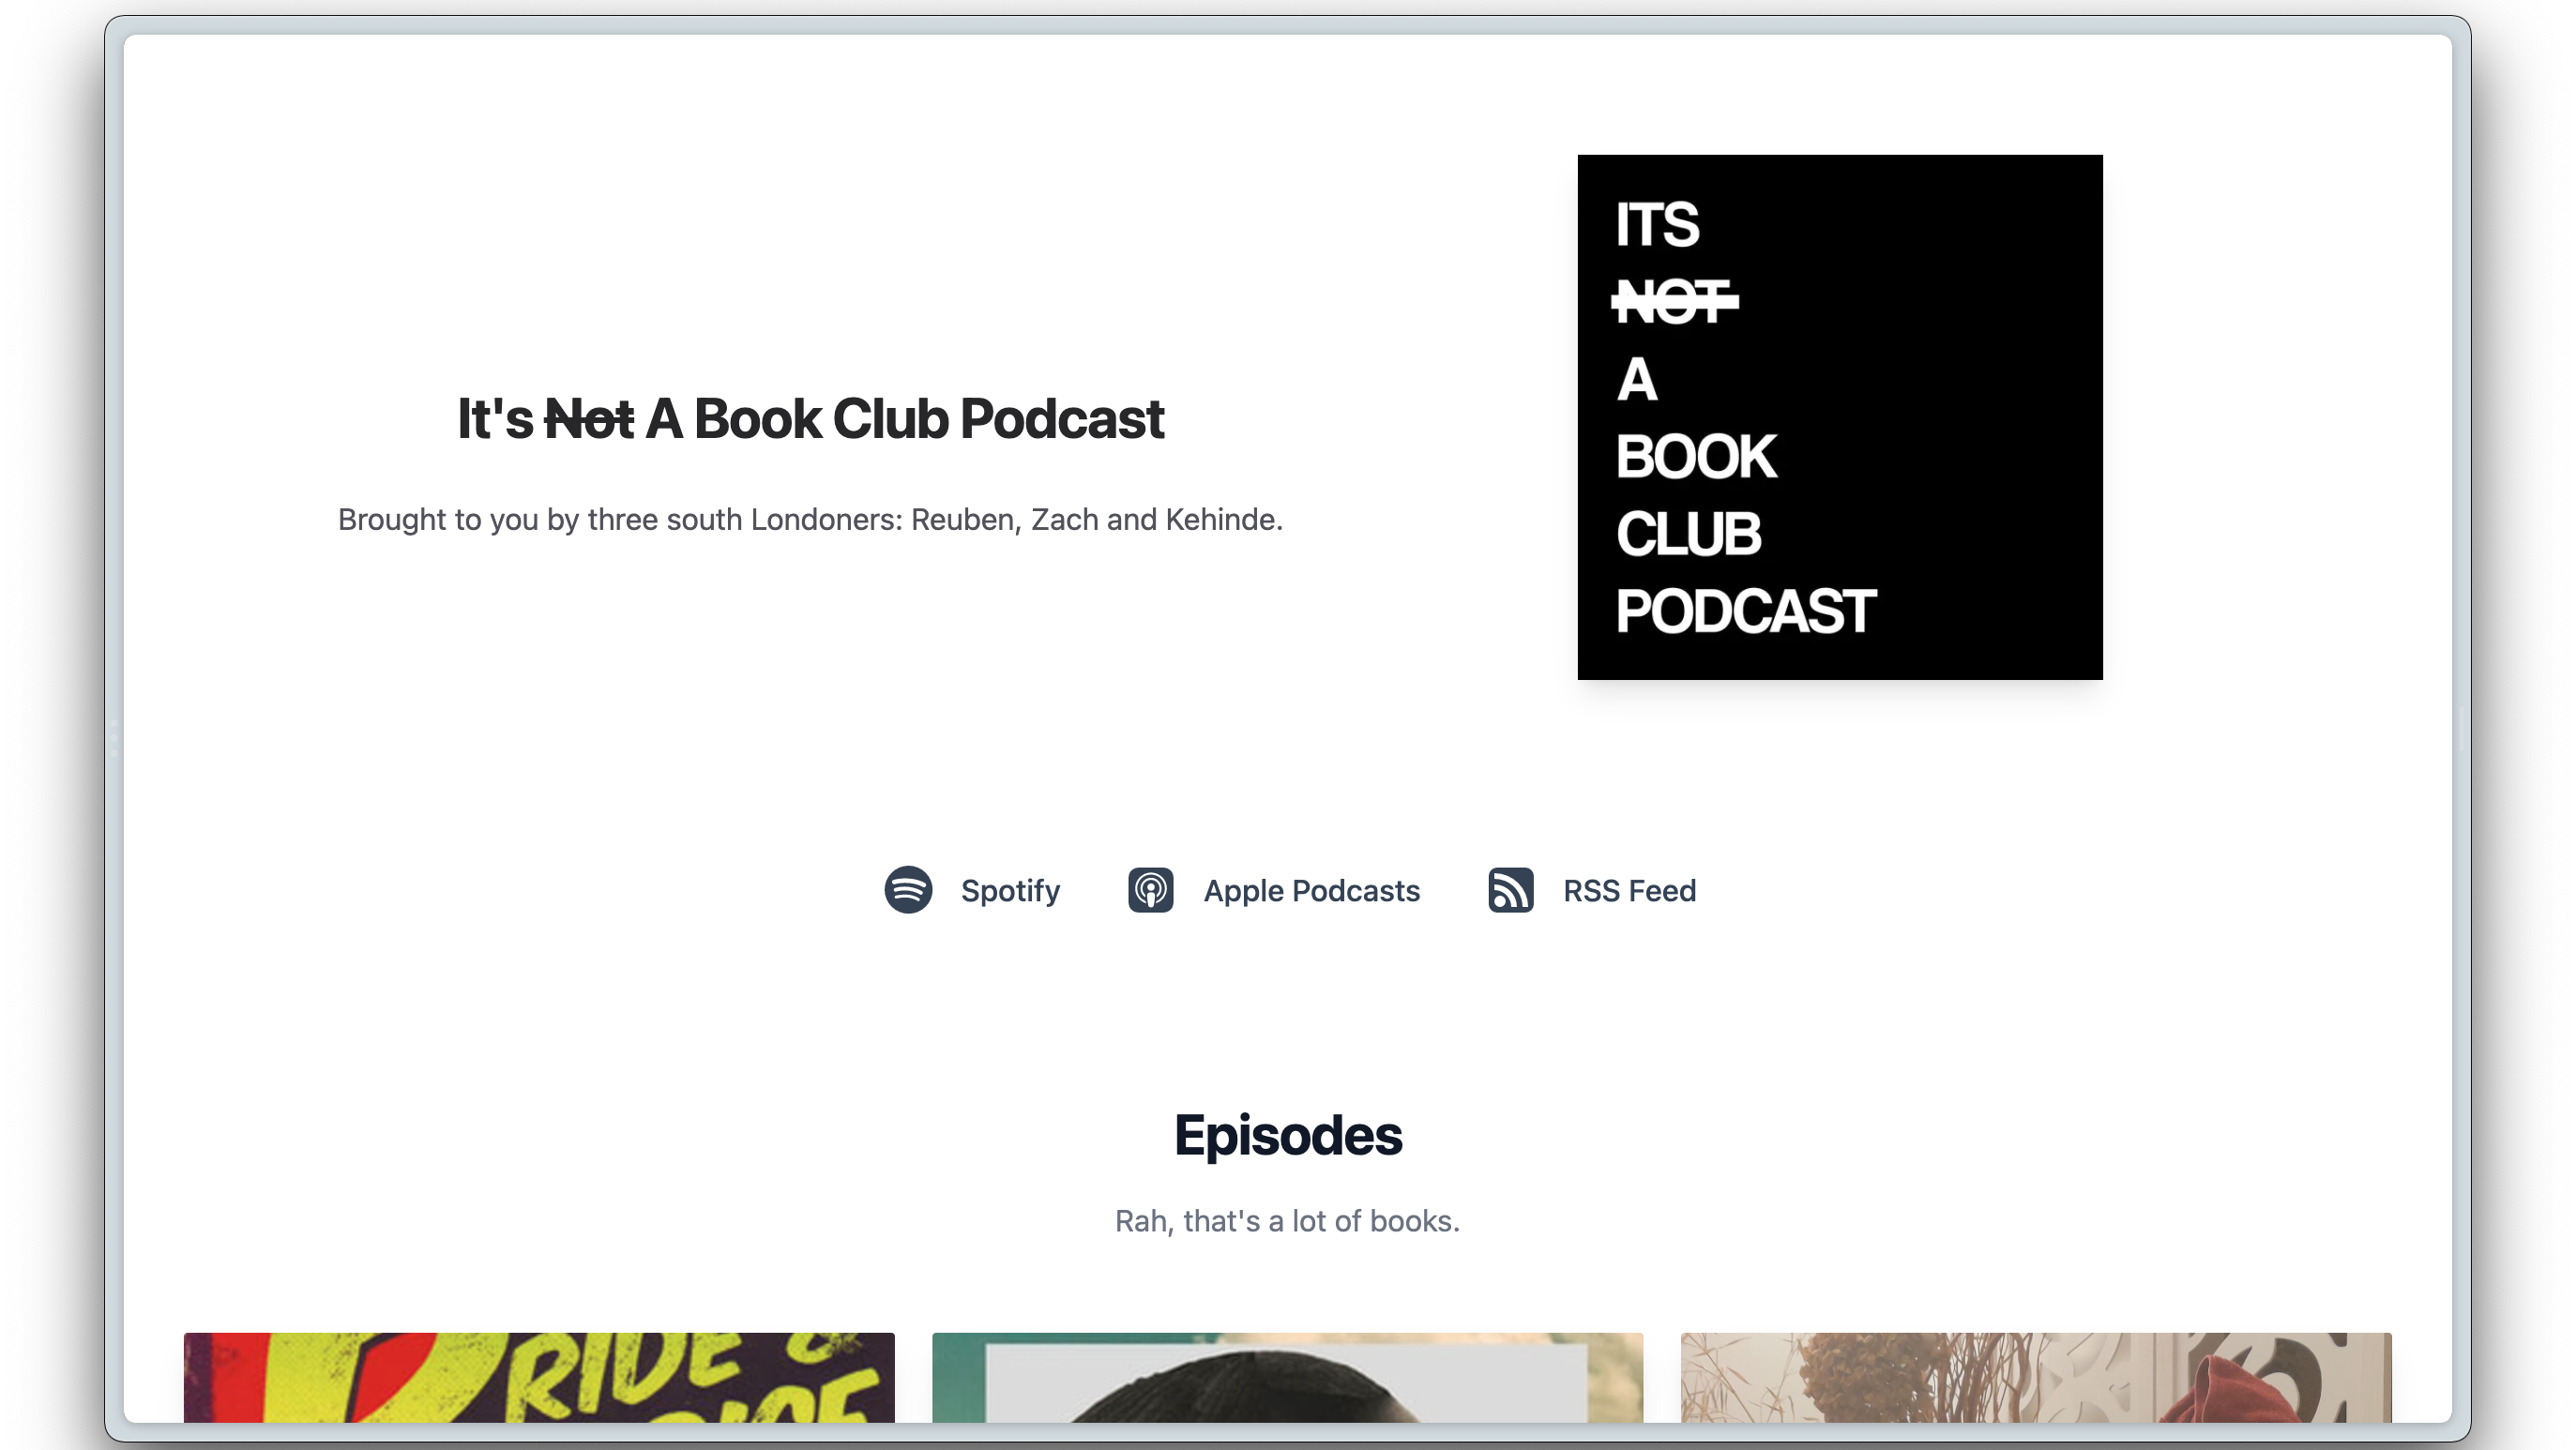 It's Not A Book Club Podcast
Brought to you by three south Londoners: Reuben, Zach and Kehinde.
ITS
NOT
A
BOOK
CLUB
PODCAST
Spotify
Apple Podcasts
RSS Feed
Episodes
Rah, that's a lot of books.
PRIDE &